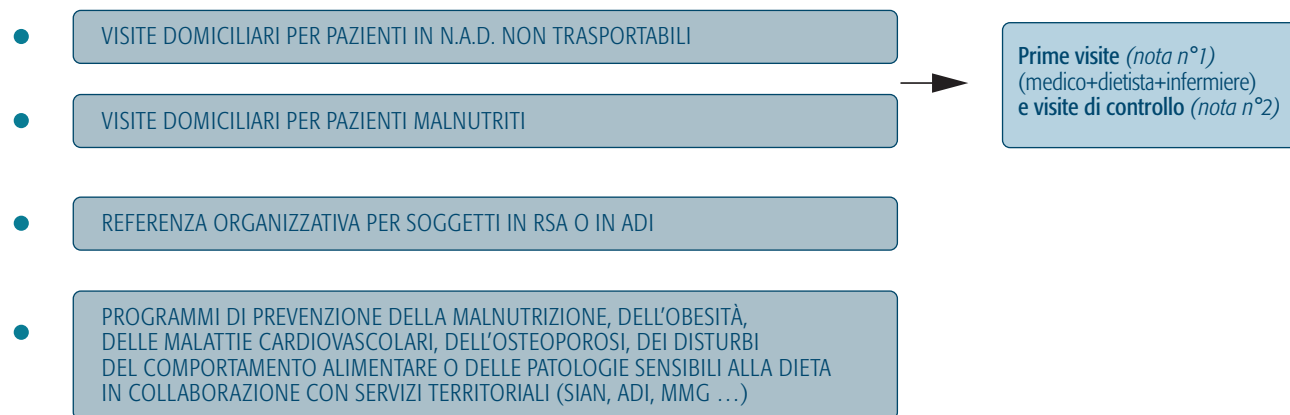 VISITE DOMICILIARI PER PAZIENTI IN N.A.D. NON TRASPORTABILI
VISITE DOMICILIARI PER PAZIENTI MALNUTRITI
Prime visite (nota n°1)
(medico+dietista+infermiere)
e visite di controllo (nota n°2)
REFERENZA ORGANIZZATIVA PER SOGGETTI IN RSA O IN ADI
PROGRAMMI DI PREVENZIONE DELLA MALNUTRIZIONE, DELL'OBESITÀ,
DELLE MALATTIE CARDIOVASCOLARI, DELL'OSTEOPOROSI, DEI DISTURBI
DEL COMPORTAMENTO ALIMENTARE O DELLE PATOLOGIE SENSIBILI ALLA DIETA
IN COLLABORAZIONE CON SERVIZI TERRITORIALI (SIAN, ADI, MMG …)